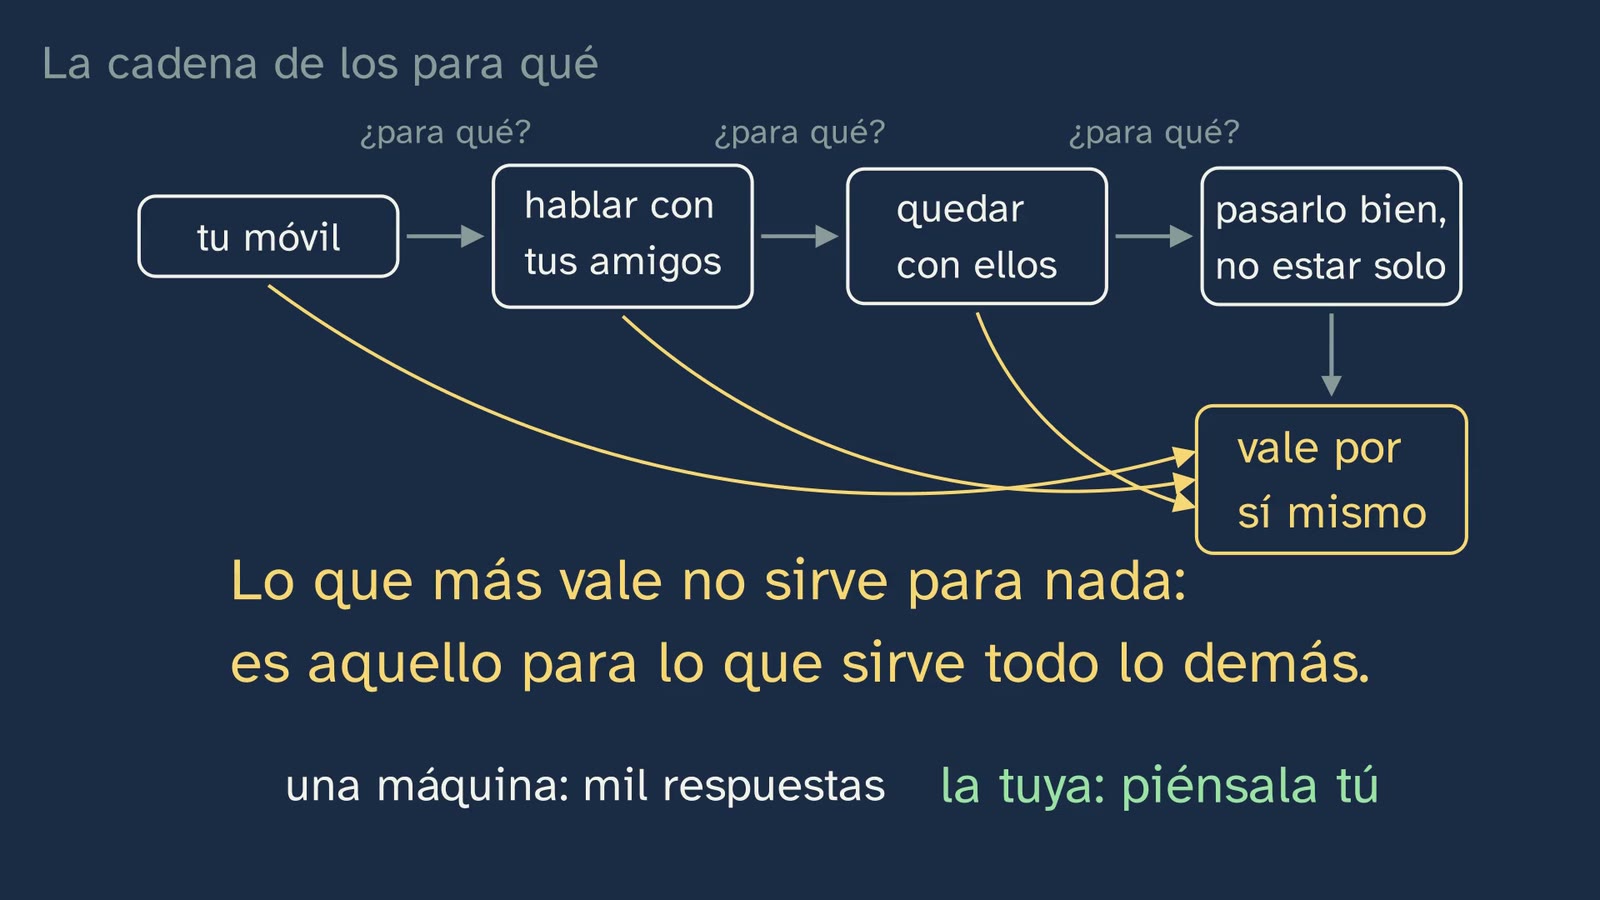 La cadena de los para qué
¿para qué?
¿para qué?
¿para qué?
tu móvil
hablar con
tus amigos
quedar
con ellos
pasarlo bien,
no estar solo
vale por
sí mismo
Lo que más vale no sirve para nada:
es aquello para lo que sirve todo lo demás.
una máquina: mil respuestas
la tuya: piénsala tú